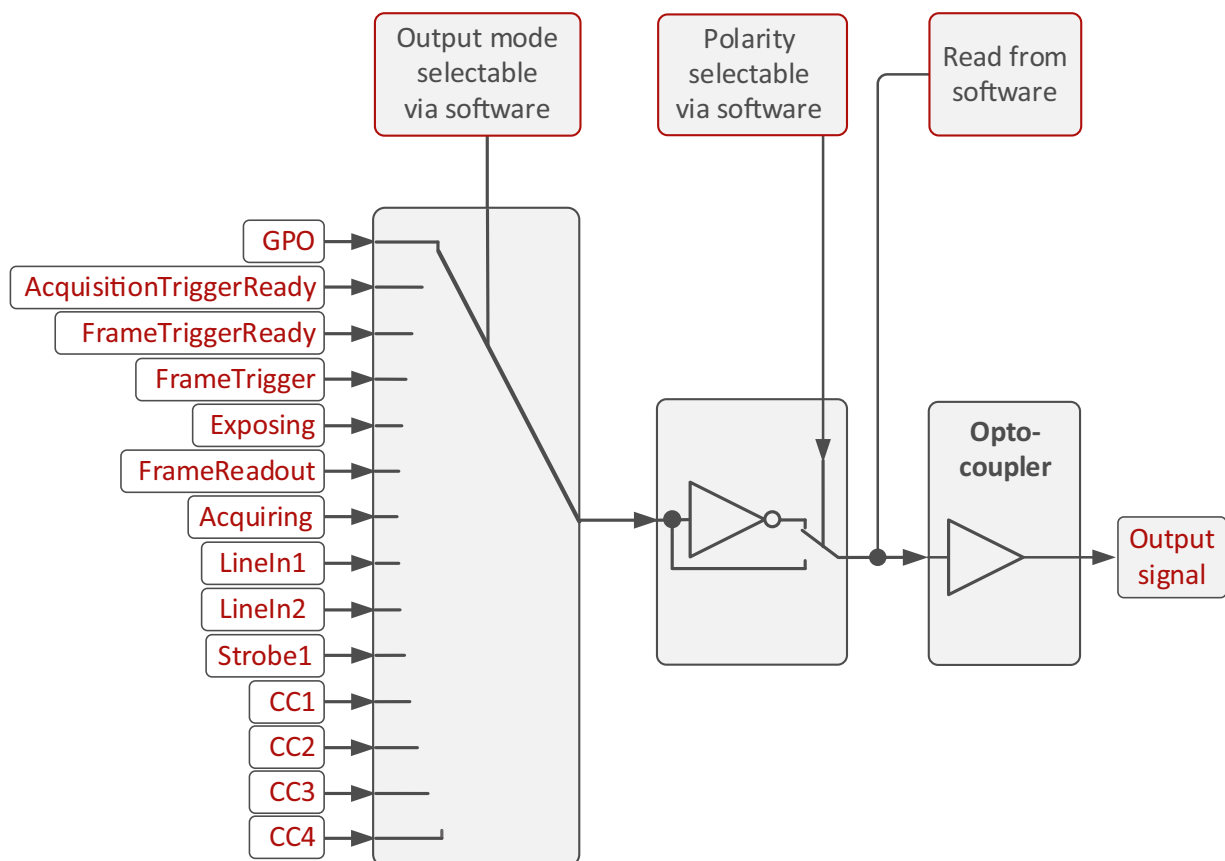 Output mode
selectable
via software
Polarity
selectable
via software
Read from
software
GPO
AcquisitionTriggerReady
FrameTriggerReady
FrameTrigger
Exposing
FrameReadout
Acquiring
LineIn1
LineIn2
Strobe1
CC1
CC2
CC3
CC4
Opto-
coupler
Output
signal